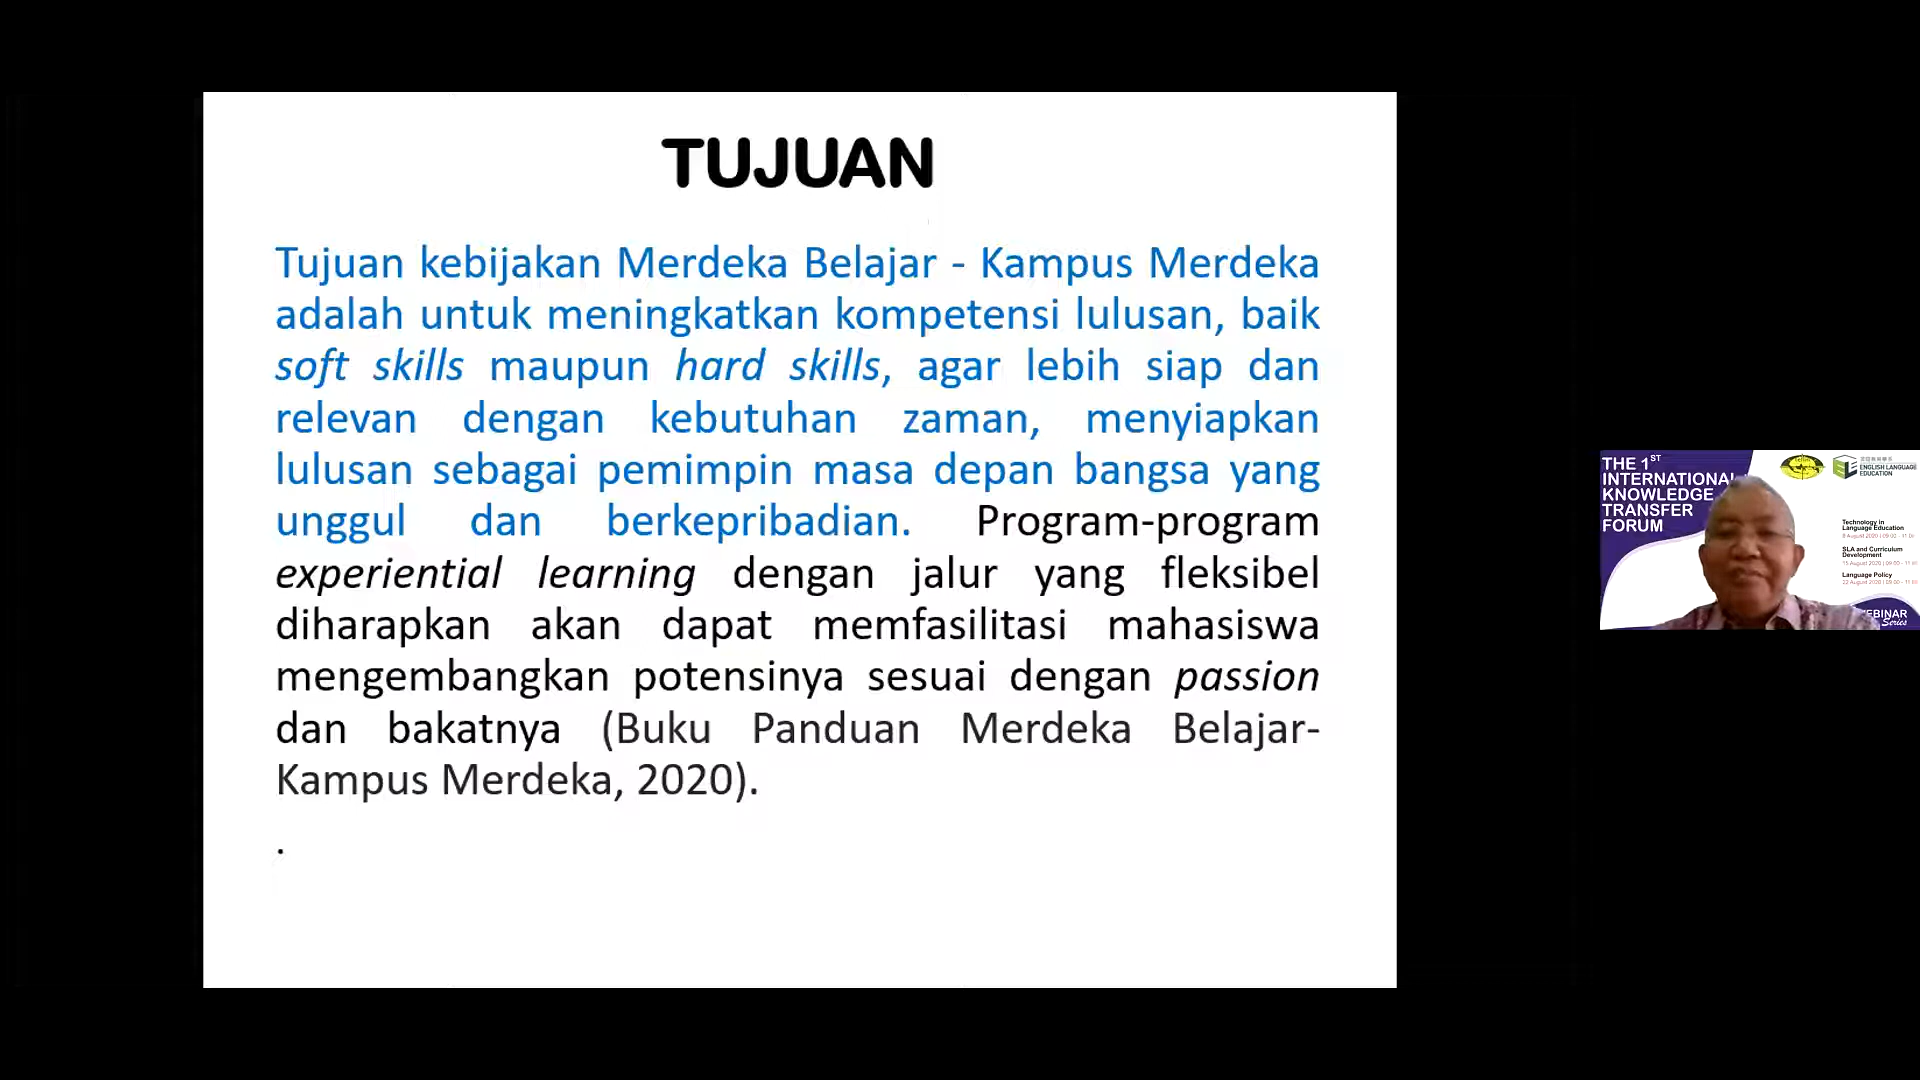 TUJUAN
Tujuan kebijakan Merdeka Belajar - Kampus Merdeka
adalah untuk meningkatkan kompetensi lulusan, baik
soft skills maupun hard skills, agar lebih siap dan
relevan dengan kebutuhan zaman, menyiapkan
lulusan sebagai pemimpin masa depan bangsa yang
unggul dan berkepribadian. Program-program
experiential learning dengan jalur yang fleksibel
diharapkan akan dapat memfasilitasi mahasiswa
mengembangkan potensinya sesuai dengan passion
dan bakatnya (Buku Panduan Merdeka Belajar-
Kampus Merdeka, 2020).
.
THE 1ST
INTERNATIONAL
KNOWLEDGE
TRANSFER
FORUM
ENGLISH LANGUAGE
EDUCATION
Technology in
Language Education
SLA and Curriculum
Development
Language Policy
Series